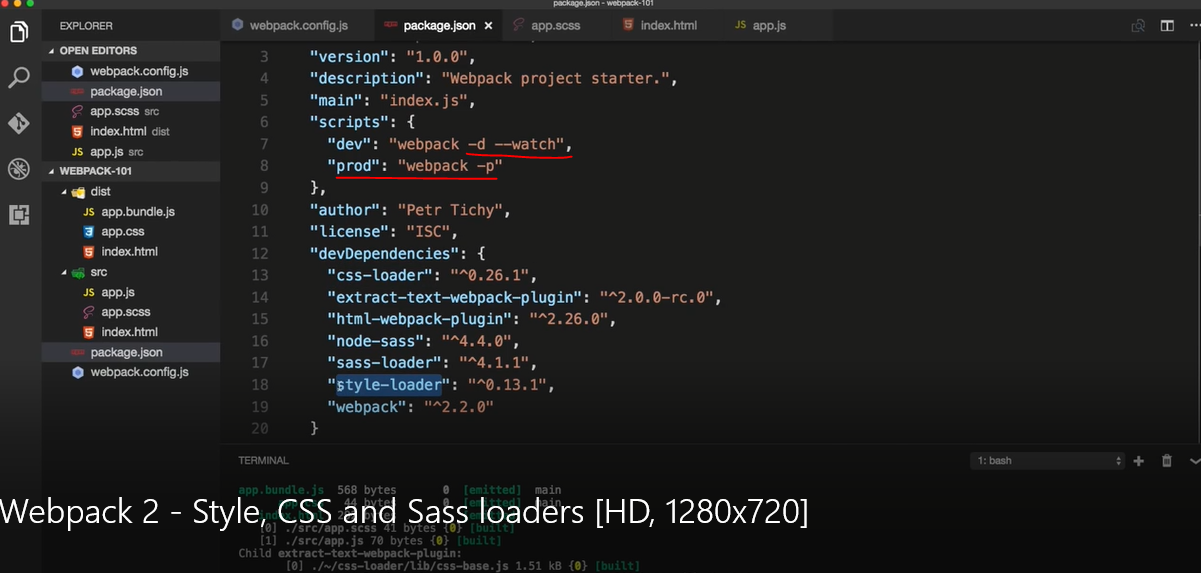 package.json - webpack-101
EXPLORER
webpack.config.js
package.json
app.scss
index.html
app.js
OPEN EDITORS
webpack.config.js
package.json
app.scss src
index.html dist
app.js src
WEBPACK-101
dist
app.bundle.js
app.css
index.html
src
app.js
app.scss
index.html
package.json
webpack.config.js
3 "version": "1.0.0",
4 "description": "Webpack project starter.",
5 "main": "index.js",
6 "scripts": {
7 "dev": "webpack -d --watch",
8 "prod": "webpack -p"
9 },
10 "author": "Petr Tichy",
11 "license": "ISC",
12 "devDependencies": {
13 "css-loader": "^0.26.1",
14 "extract-text-webpack-plugin": "^2.0.0-rc.0",
15 "html-webpack-plugin": "^2.26.0",
16 "node-sass": "^4.4.0",
17 "sass-loader": "^4.1.1",
18 "style-loader": "^0.13.1",
19 "webpack": "^2.2.0"
20 }
TERMINAL
1: bash
app.bundle.js 568 bytes 0 [emitted] main
44 bytes 0 [emitted] main
Webpack 2 - Style, CSS and Sass loaders [HD, 1280x720]
[0] ./src/app.scss 41 bytes {0} [built]
[1] ./src/app.js 70 bytes {0} [built]
Child extract-text-webpack-plugin:
[0] ./~/css-loader/lib/css-base.js 1.51 kB {0} [built]